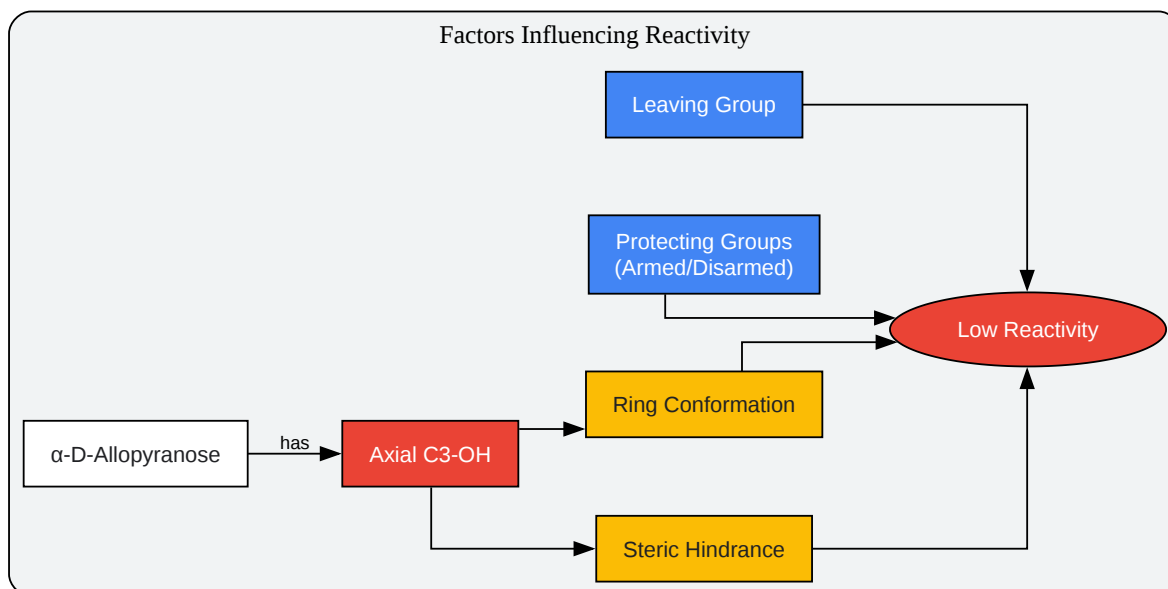 Factors Influencing Reactivity
Leaving Group
Protecting Groups
(Armed/Disarmed)
Low Reactivity
Ring Conformation
α-D-Allopyranose
has
Axial C3-OH
Steric Hindrance